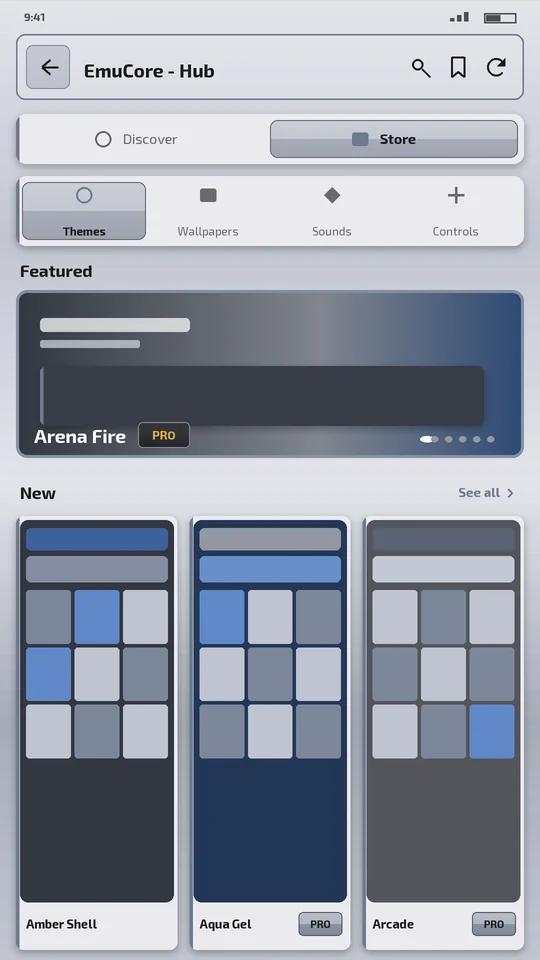 9:41
EmuCore - Hub
Discover
Store
Themes
Wallpapers
Sounds
Controls
Featured
Arena Fire
PRO
New
See all
Amber Shell
Aqua Gel
PRO
Arcade
PRO